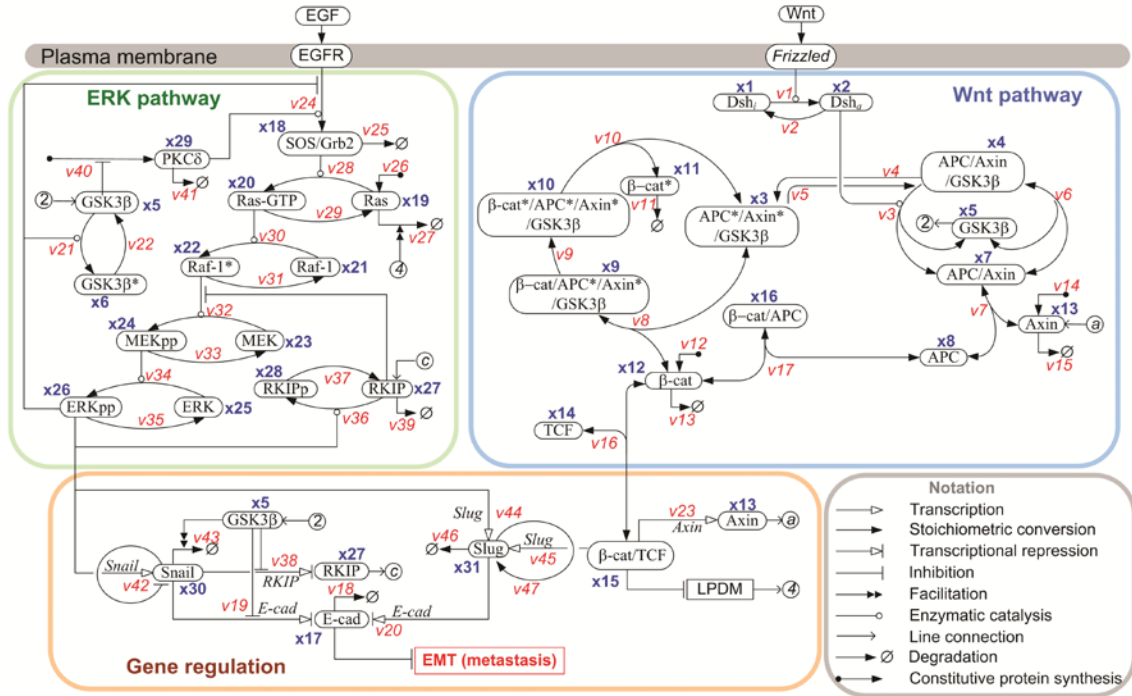 EGF
Wnt
Plasma membrane
EGFR
Frizzled
ERK pathway
Wnt pathway
v24
x18
SOS/Grb2
v25
Ø
x29
PKCδ
v40
v41
Ø
2
GSK3β
x5
v21
v22
GSK3β*
x6
v28
v26
x20
Ras-GTP
Ras
x19
v29
v27
Ø
4
v30
x22
Raf-1*
Raf-1
x21
v31
v32
x24
MEKpp
MEK
x23
v33
v34
x26
ERKpp
ERK
x25
v35
x28
RKIPp
v37
RKIP
x27
c
v36
v39
Ø
x1
Dshi
v1
x2
Dsha
v2
v10
x11
β-cat*
v11
Ø
x10
β-cat*/APC*/Axin*
/GSK3β
x3
APC*/Axin*
/GSK3β
v4
v5
x4
APC/Axin
/GSK3β
v3
v6
2
x5
GSK3β
x7
APC/Axin
v9
x9
β-cat/APC*/Axin*
/GSK3β
v8
x16
β-cat/APC
v7
v14
x13
Axin
a
v15
Ø
x8
APC
v17
v12
x12
β-cat
v13
Ø
x14
TCF
v16
Gene regulation
x5
GSK3β
2
v43
Ø
Snail
v42
Snail
x30
v38
RKIP
x27
RKIP
c
v19
E-cad
v18
Ø
E-cad
x17
v20
E-cad
EMT (metastasis)
Slug
v44
v46
Ø
Slug
x31
Slug
v45
v47
v23
Axin
x13
Axin
a
β-cat/TCF
x15
LPDM
4
Notation
Transcription
Stoichiometric conversion
Transcriptional repression
Inhibition
Facilitation
Enzymatic catalysis
Line connection
Ø Degradation
Constitutive protein synthesis